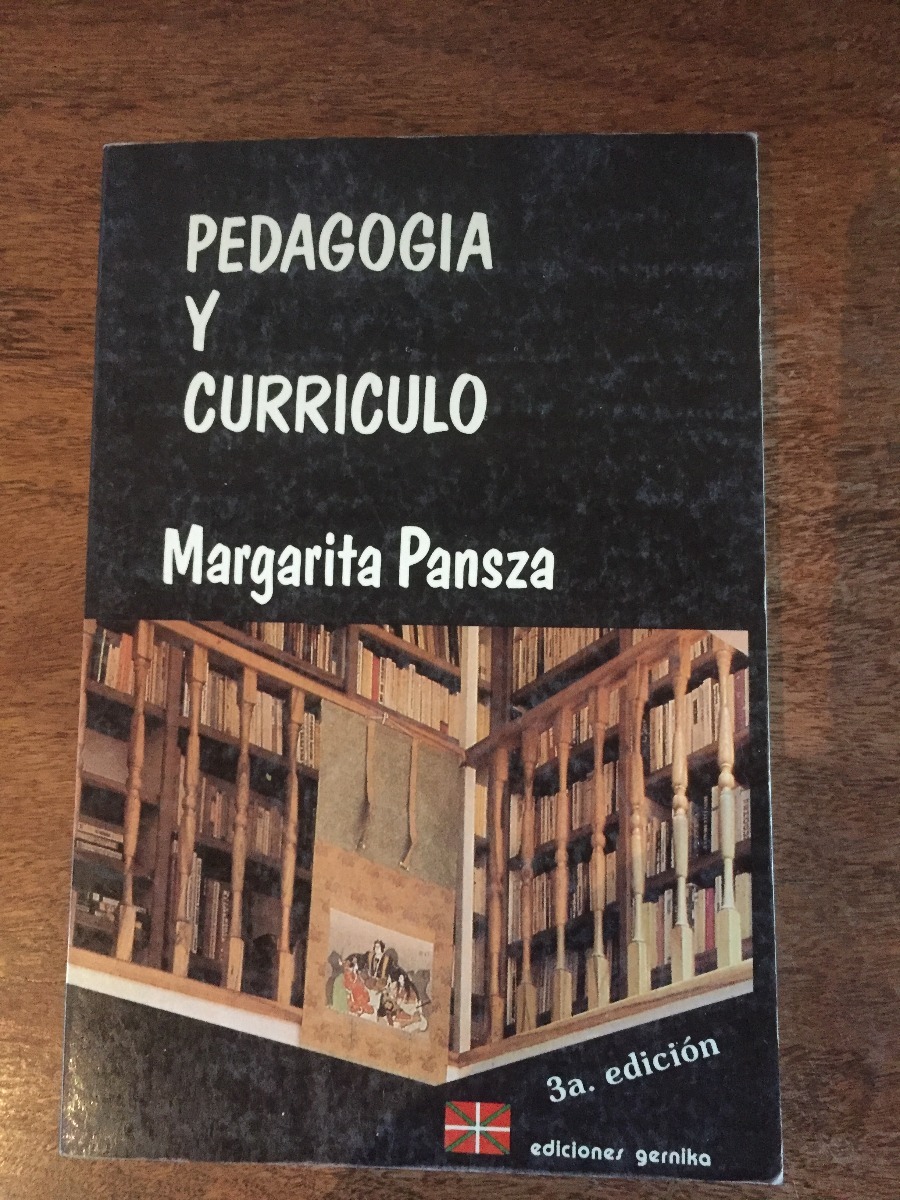 PEDAGOGIA
Y
CURRICULO
Margarita Pansza
3a. edición
ediciones gernika